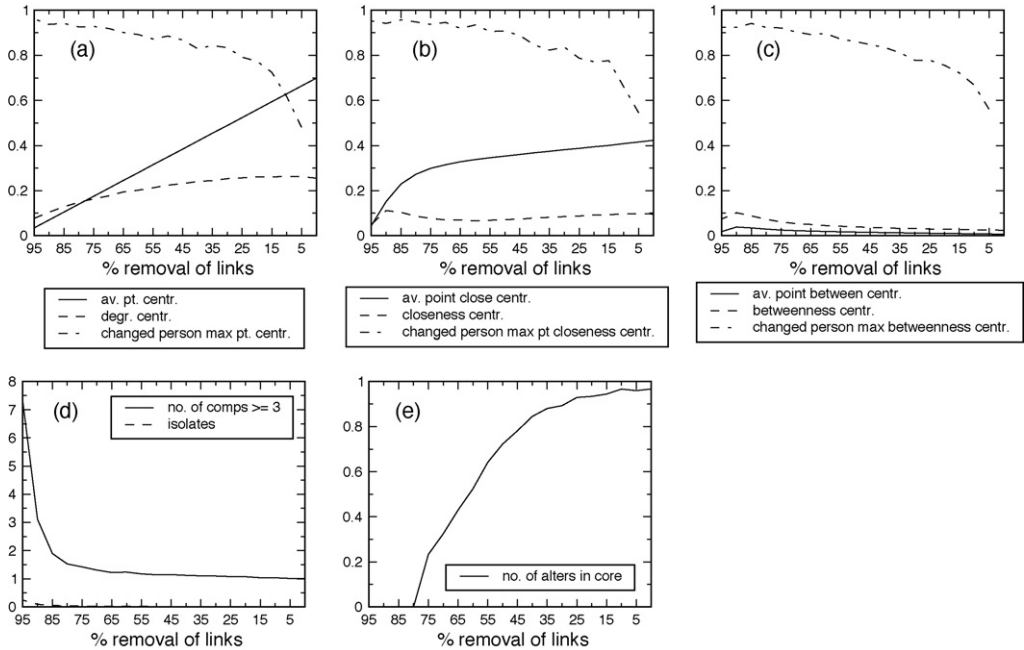 1
0.8
0.6
0.4
0.2
0
(a)
95 85 75 65 55 45 35 25 15 5
% removal of links
av. pt. centr.
degr. centr.
changed person max pt. centr.
1
0.8
0.6
0.4
0.2
0
(b)
95 85 75 65 55 45 35 25 15 5
% removal of links
av. point close centr.
closeness centr.
changed person max pt closeness centr.
1
0.8
0.6
0.4
0.2
0
(c)
95 85 75 65 55 45 35 25 15 5
% removal of links
av. point between centr.
betweenness centr.
changed person max betweenness centr.
8
7
6
5
4
3
2
1
0
(d)
no. of comps >= 3
isolates
95 85 75 65 55 45 35 25 15 5
% removal of links
1
0.8
0.6
0.4
0.2
0
(e)
no. of alters in core
95 85 75 65 55 45 35 25 15 5
% removal of links